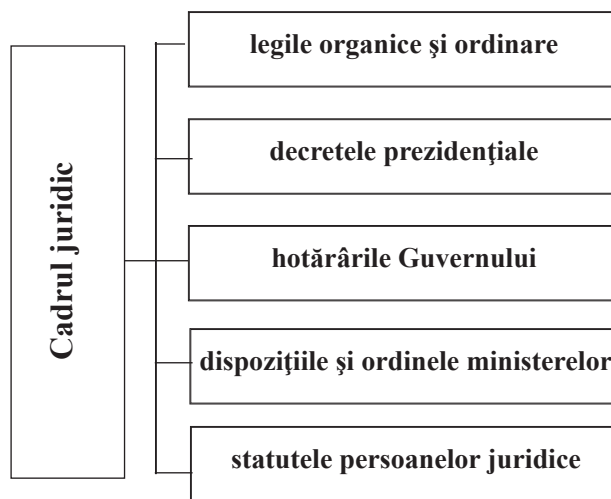 Cadrul juridic
legile organice şi ordinare
decretele prezidenţiale
hotărârile Guvernului
dispoziţiile şi ordinele ministerelor
statutele persoanelor juridice